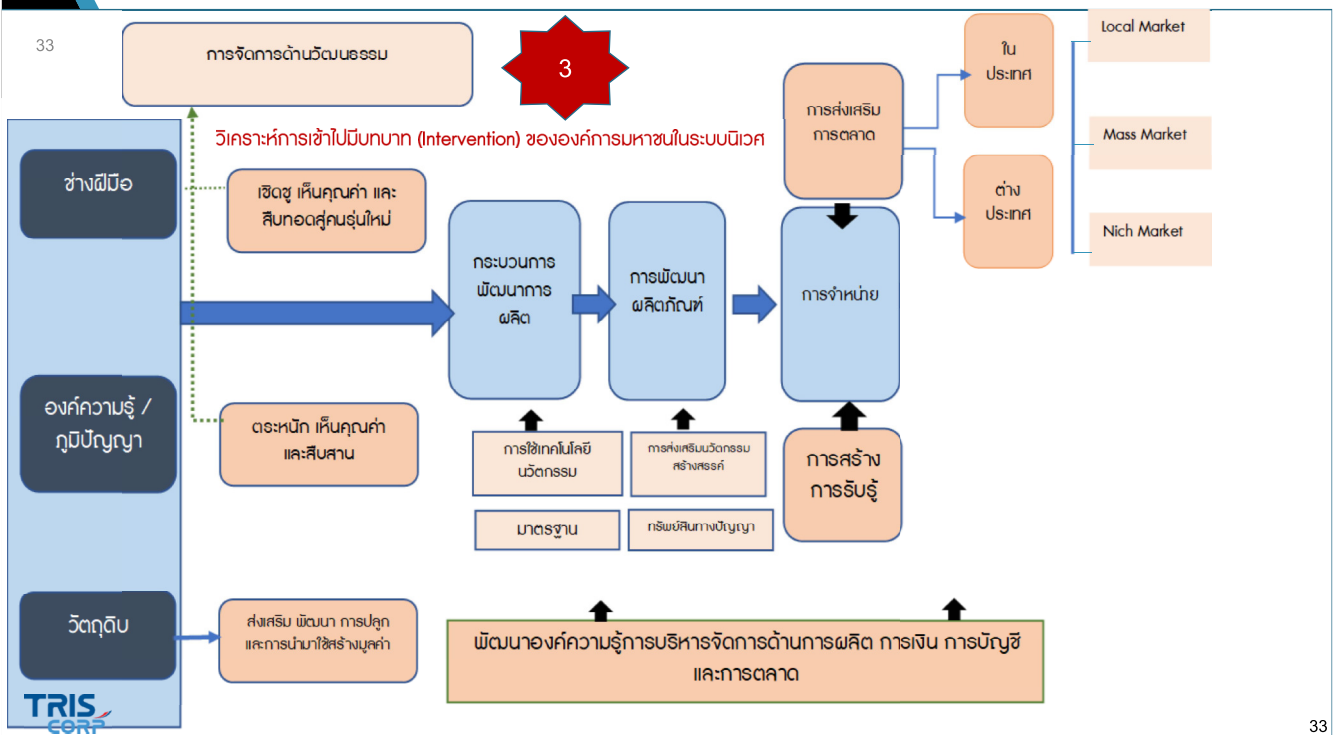 33
การจัดการด้านวัฒนธรรม
3
วิเคราะห์การเข้าไปมีบทบาท (Intervention) ขององค์การมหาชนในระบบนิเวศ
ช่างฝีมือ
เชิดชู เห็นคุณค่า และ
สืบทอดสู่คนรุ่นใหม่
องค์ความรู้ /
ภูมิปัญญา
ตระหนัก เห็นคุณค่า
และสืบสาน
วัตถุดิบ
ส่งเสริม พัฒนา การปลูก
และการนำมาใช้สร้างมูลค่า
กระบวนการ
พัฒนาการ
ผลิต
การพัฒนา
ผลิตภัณฑ์
การจำหน่าย
การส่งเสริม
การตลาด
ใน
ประเทศ
ต่าง
ประเทศ
Local Market
Mass Market
Nich Market
การใช้เทคโนโลยี
นวัตกรรม
มาตรฐาน
การส่งเสริมนวัตกรรม
สร้างสรรค์
ทรัพย์สินทางปัญญา
การสร้าง
การรับรู้
พัฒนาองค์ความรู้การบริหารจัดการด้านการผลิต การเงิน การบัญชี
และการตลาด
TRIS
CORP
33